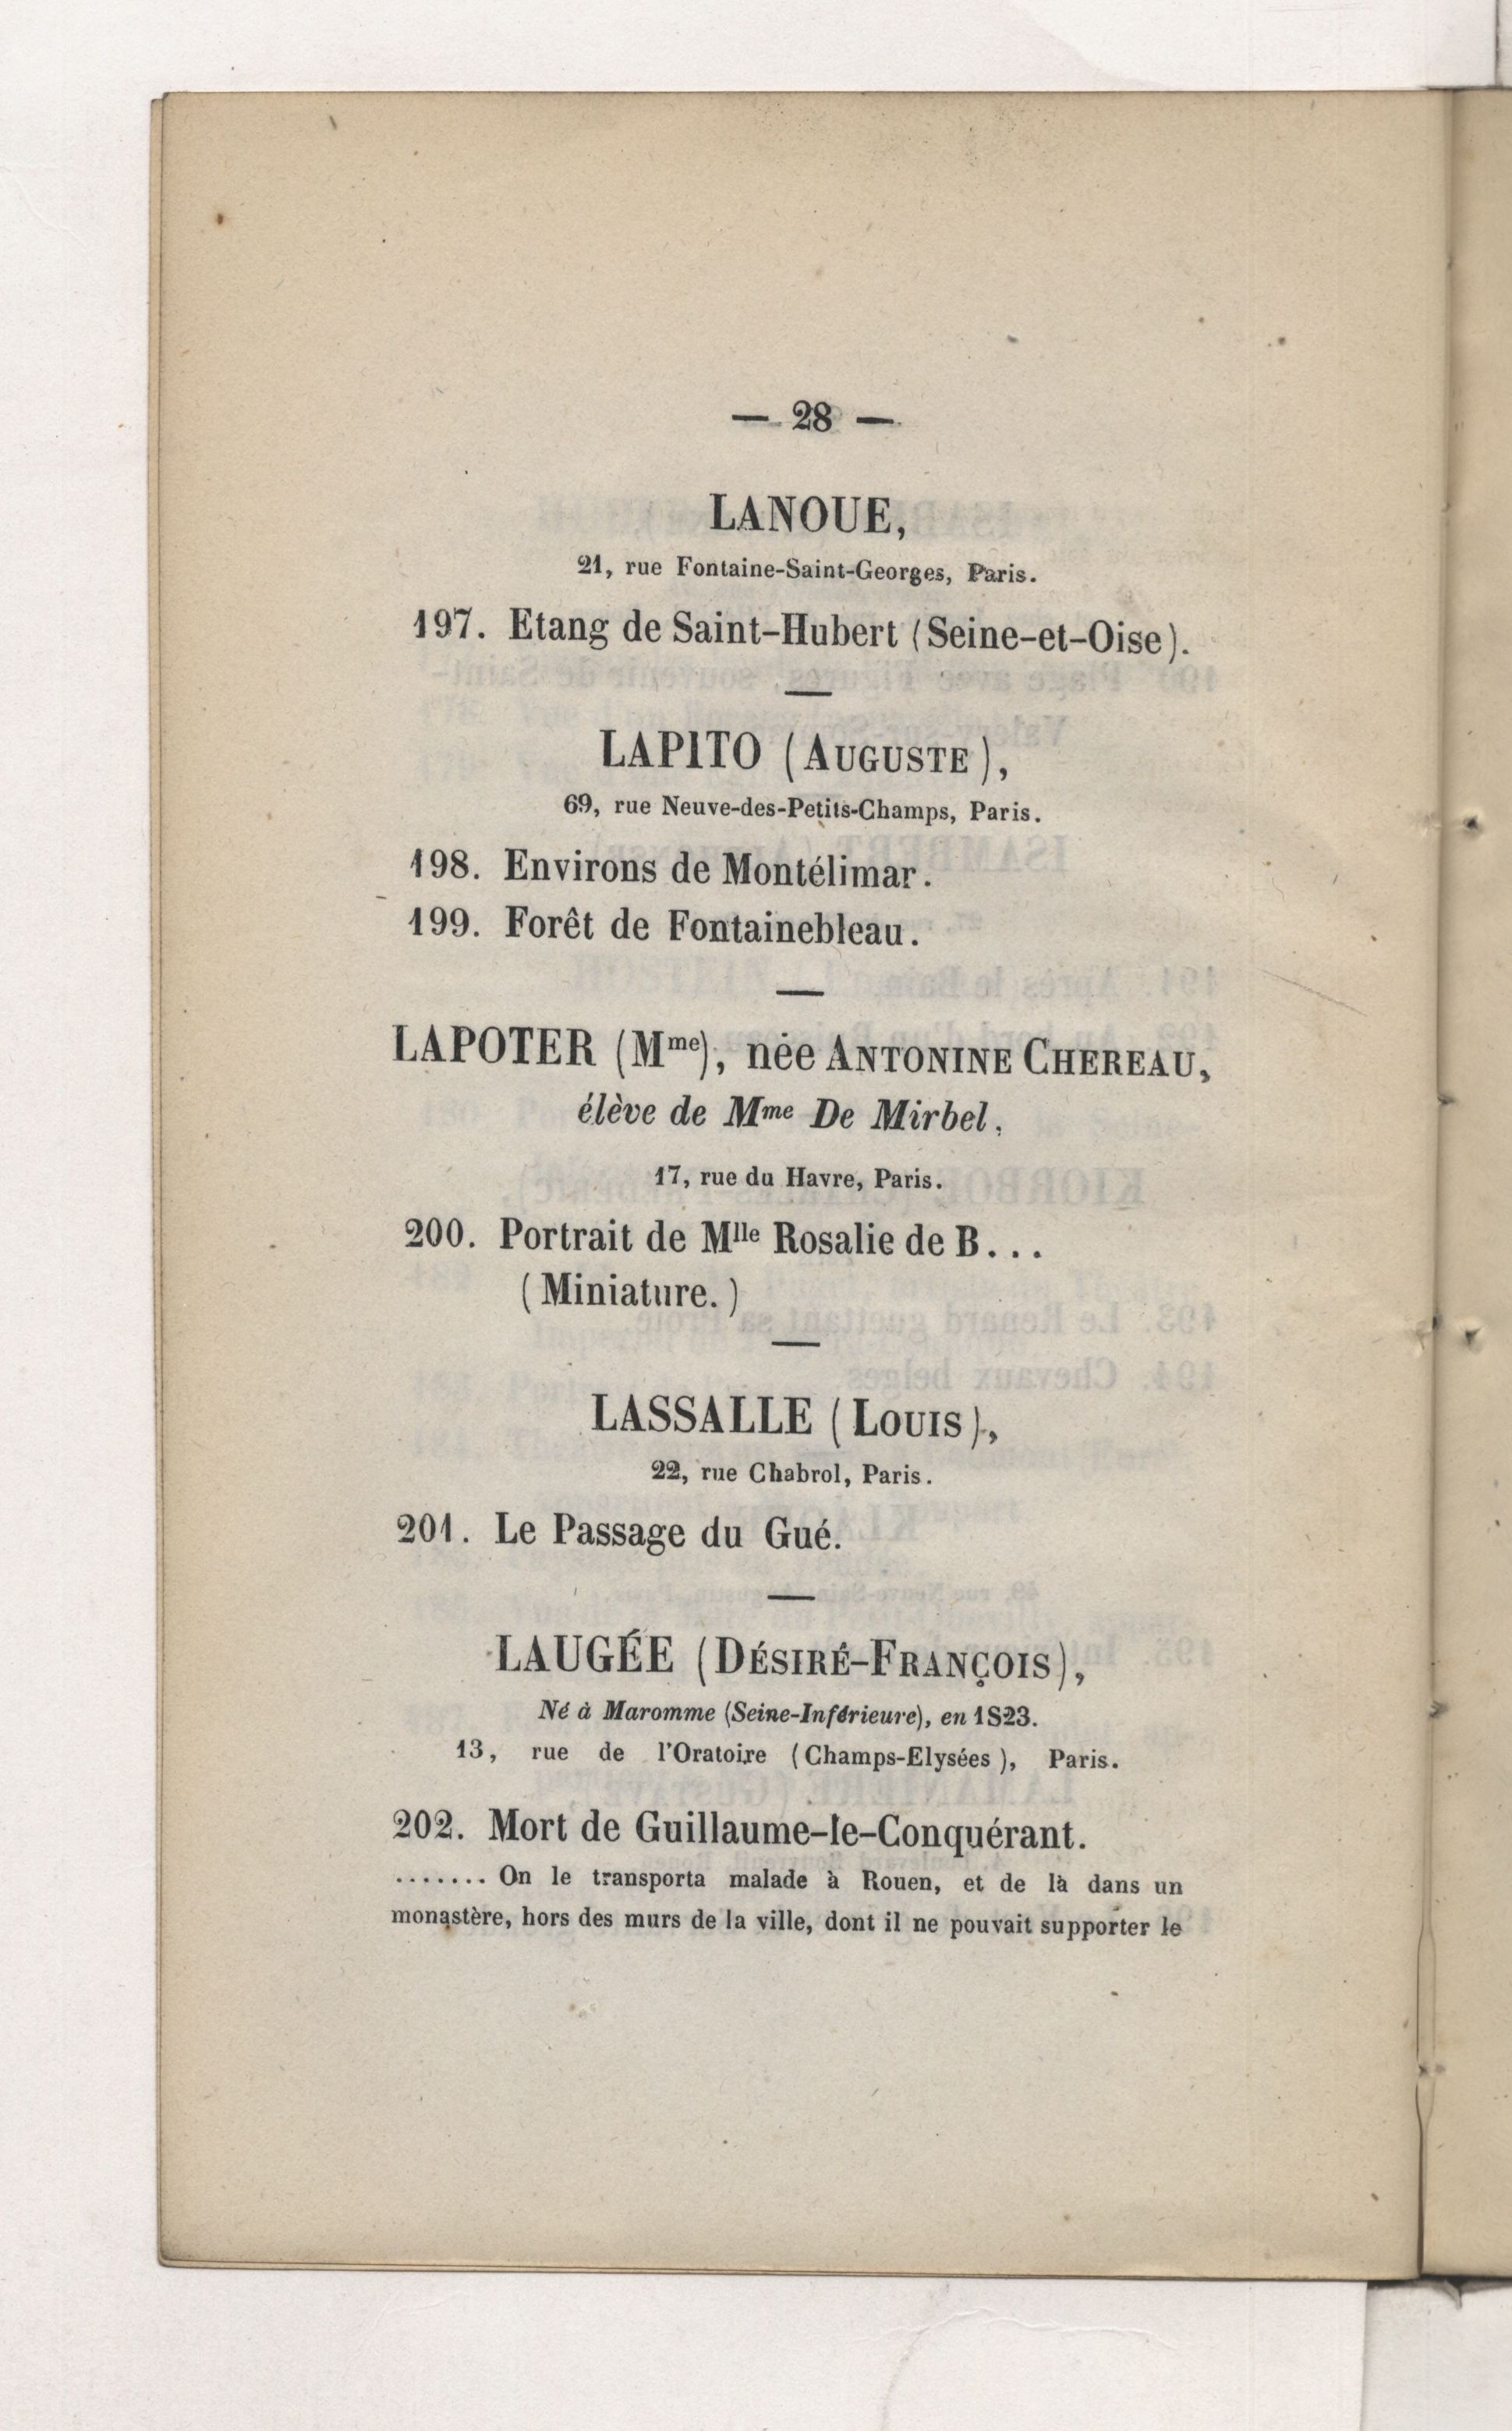 — 28 —
LANOUE,
21, rue Fontaine-Saint-Georges, Paris.
197. Etang de Saint-Hubert (Seine-et-Oise).
LAPITO (AUGUSTE),
69, rue Neuve-des-Petits-Champs, Paris.
198. Environs de Montélimar.
199. Forêt de Fontainebleau.
LAPOTER (Mme), née ANTONINE CHEREAU,
élève de Mme De Mirbel,
17, rue du Havre, Paris.
200. Portrait de Mlle Rosalie de B...
(Miniature.)
LASSALLE (LOUIS),
22, rue Chabrol, Paris.
201. Le Passage du Gué.
LAUGÉE (DÉSIRÉ-FRANÇOIS),
Né à Maromme (Seine-Inférieure), en 1823.
13, rue de l'Oratoire (Champs-Elysées), Paris.
202. Mort de Guillaume-le-Conquérant.
....... On le transporta malade à Rouen, et de là dans un
monastère, hors des murs de la ville, dont il ne pouvait supporter le